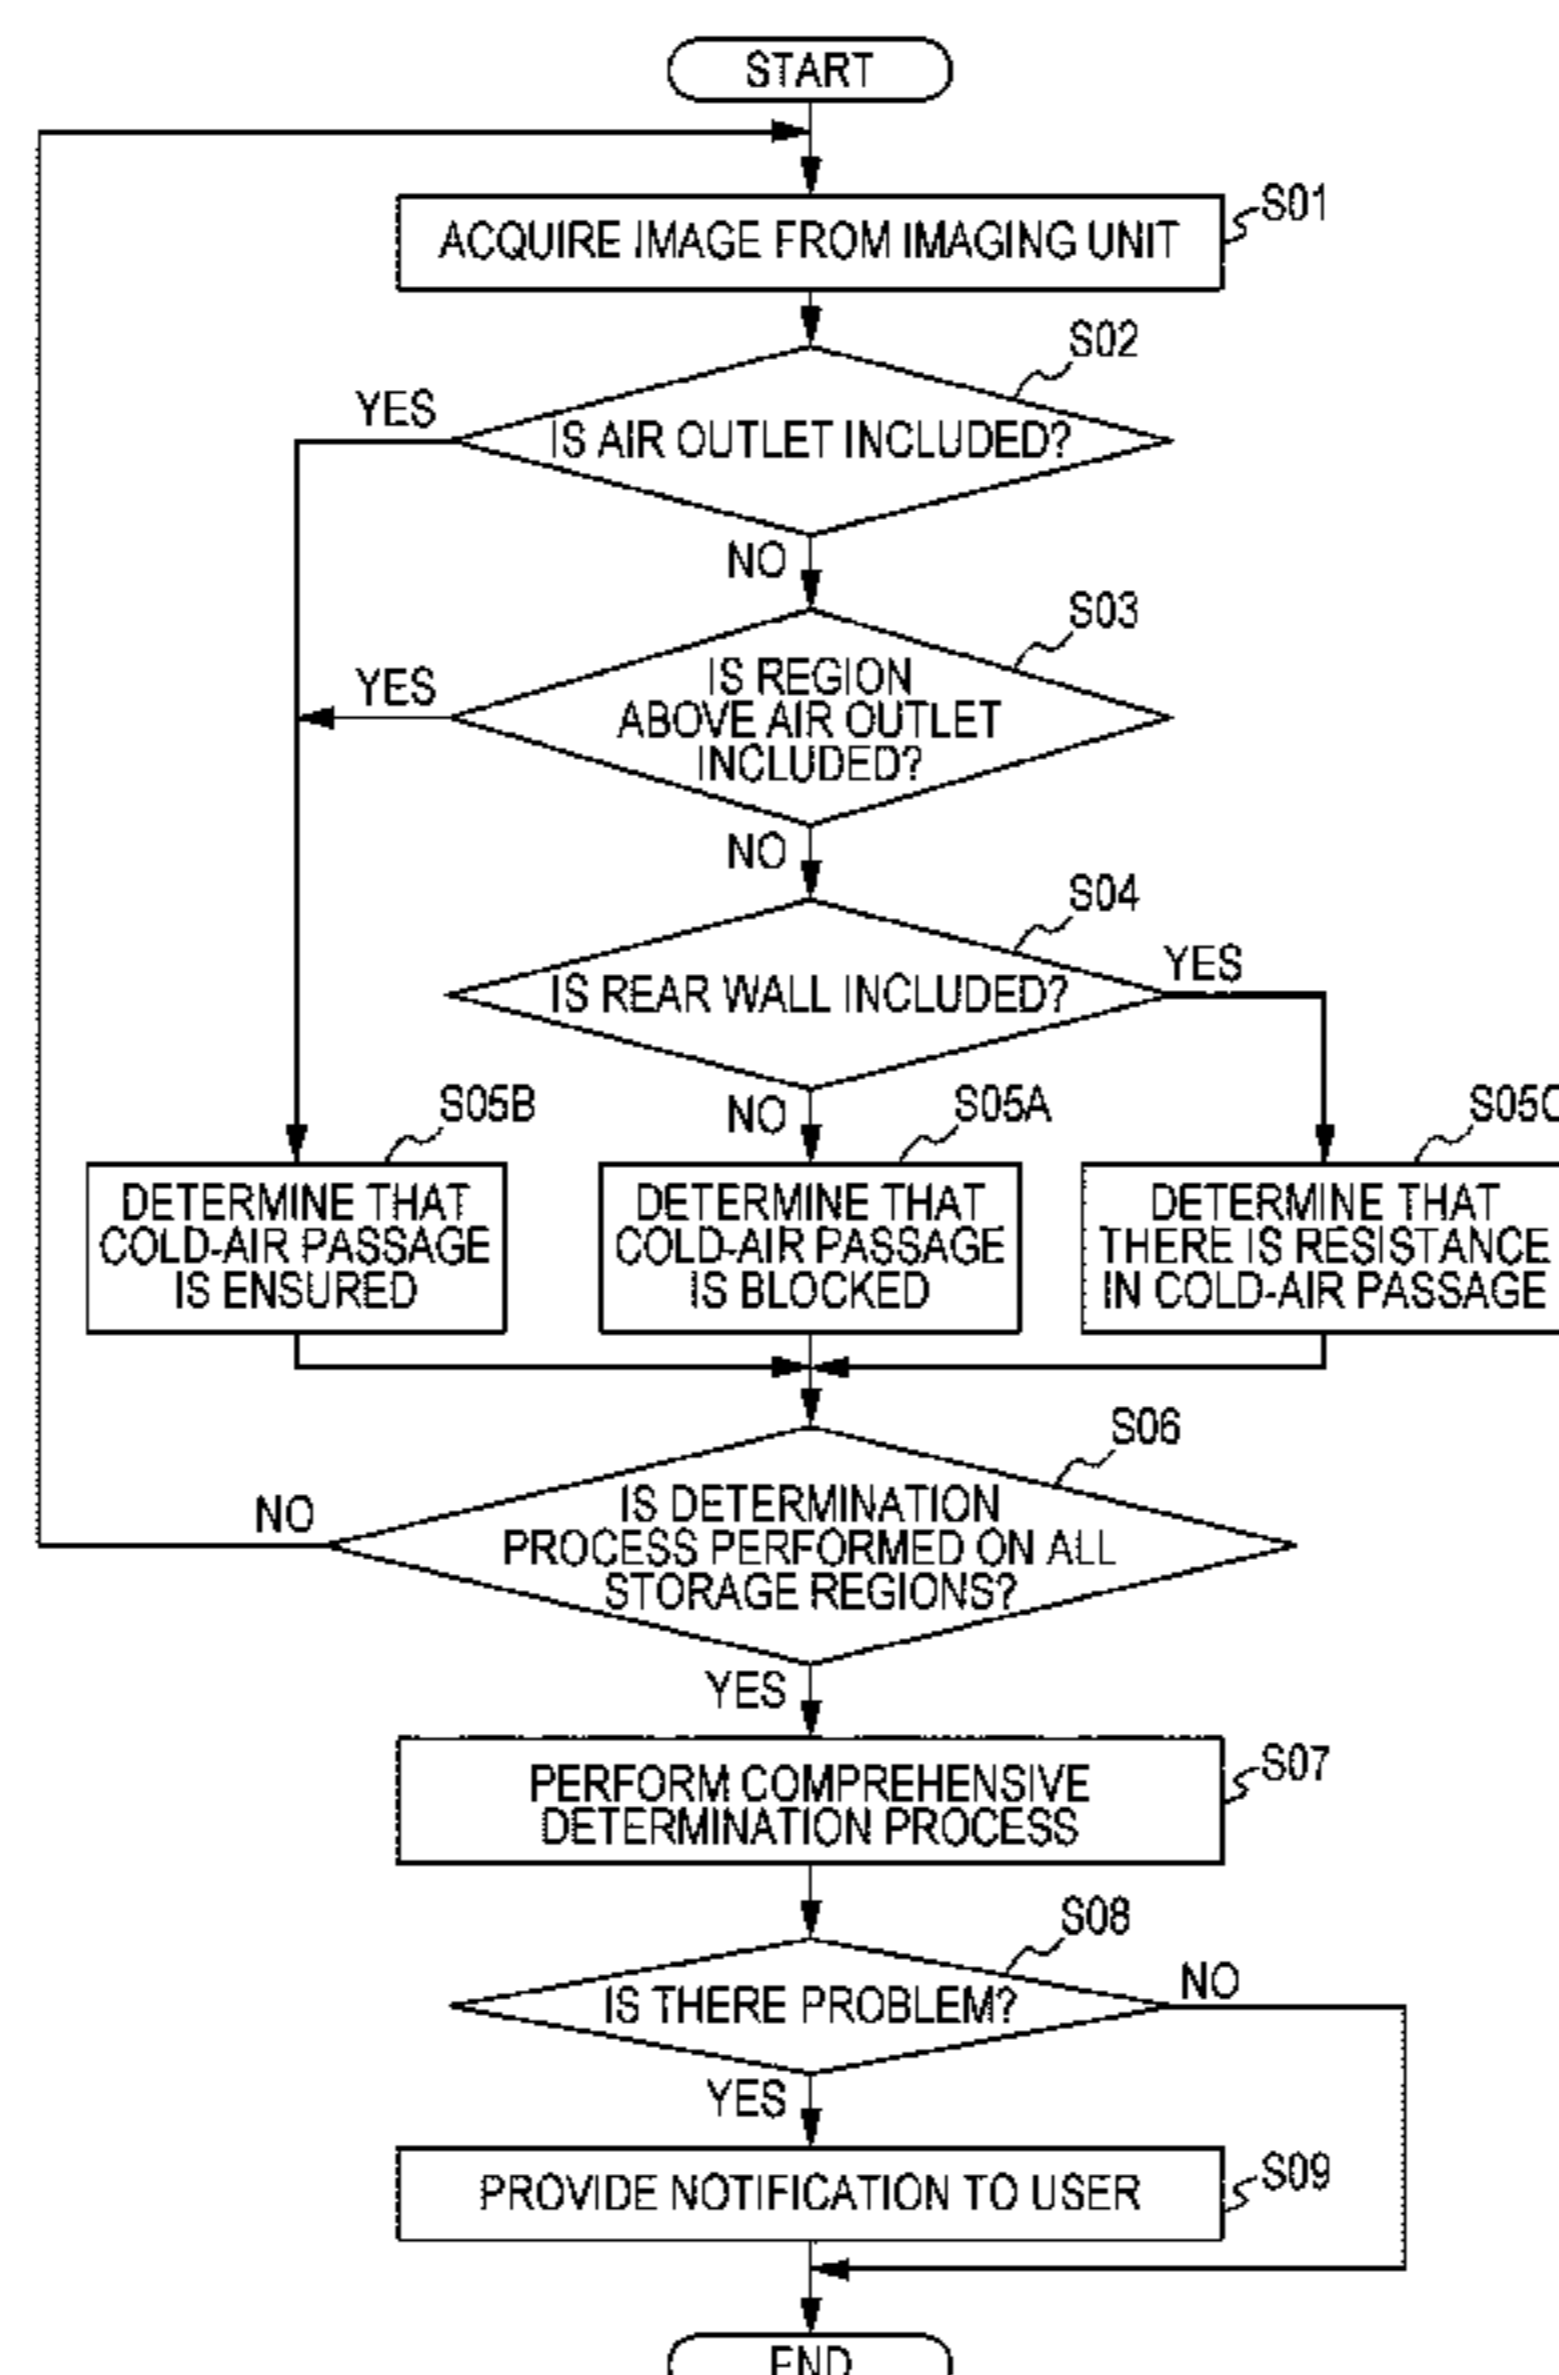 START
S01
ACQUIRE IMAGE FROM IMAGING UNIT
S02
YES
IS AIR OUTLET INCLUDED?
NO
S03
YES
IS REGION
ABOVE AIR OUTLET
INCLUDED?
NO
S04
YES
IS REAR WALL INCLUDED?
NO
S05B
S05A
S05C
DETERMINE THAT
COLD-AIR PASSAGE
IS ENSURED
DETERMINE THAT
COLD-AIR PASSAGE
IS BLOCKED
DETERMINE THAT
THERE IS RESISTANCE
IN COLD-AIR PASSAGE
S06
NO
IS DETERMINATION
PROCESS PERFORMED ON ALL
STORAGE REGIONS?
YES
S07
PERFORM COMPREHENSIVE
DETERMINATION PROCESS
S08
NO
IS THERE PROBLEM?
YES
S09
PROVIDE NOTIFICATION TO USER
END